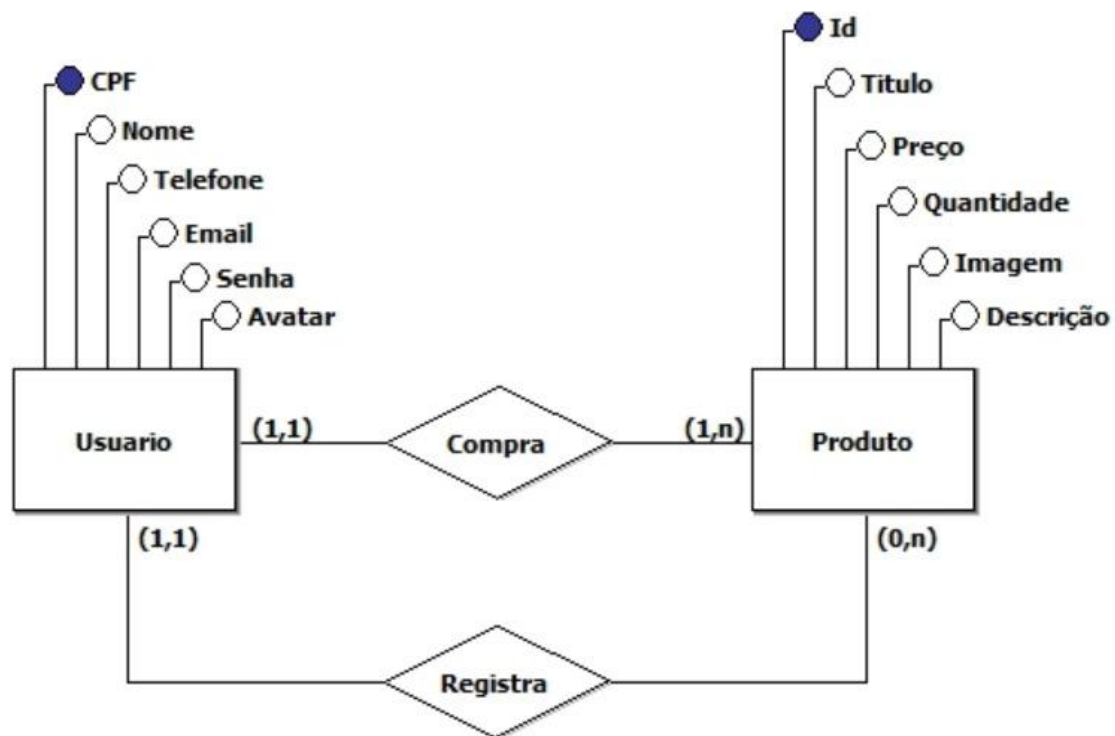 CPF
Nome
Telefone
Email
Senha
Avatar
Id
Titulo
Preço
Quantidade
Imagem
Descrição
Usuario
(1,1)
Compra
(1,n)
Produto
(1,1)
(0,n)
Registra